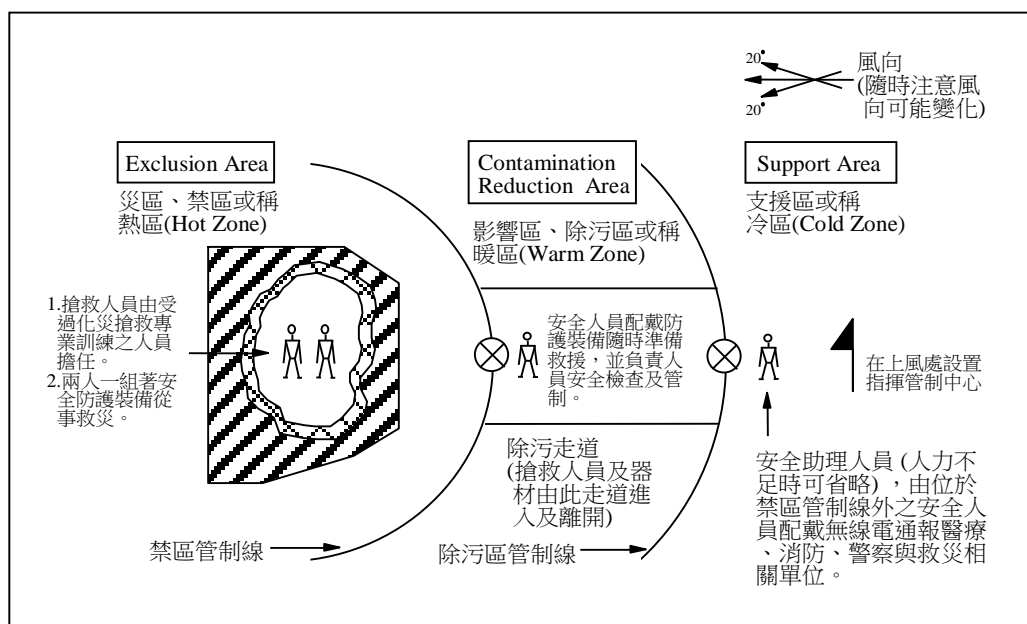 20°
20°
風向
(隨時注意風
向可能變化)
Exclusion Area
災區、禁區或稱
熱區(Hot Zone)
Contamination
Reduction Area
影響區、除污區或稱
暖區(Warm Zone)
Support Area
支援區或稱
冷區(Cold Zone)
1.搶救人員由受
過化災搶救專
業訓練之人員
擔任。
2.兩人一組著安
全防護裝備從
事救災。
安全人員配戴防
護裝備隨時準備
救援，並負責人
員安全檢查及管
制。
在上風處設置
指揮管制中心
除污走道
(搶救人員及器
材由此走道進
入及離開)
安全助理人員 (人力不
足時可省略) ，由位於
禁區管制線外之安全人
員配戴無線電通報醫療
、消防、警察與救災相
關單位。
禁區管制線
除污區管制線